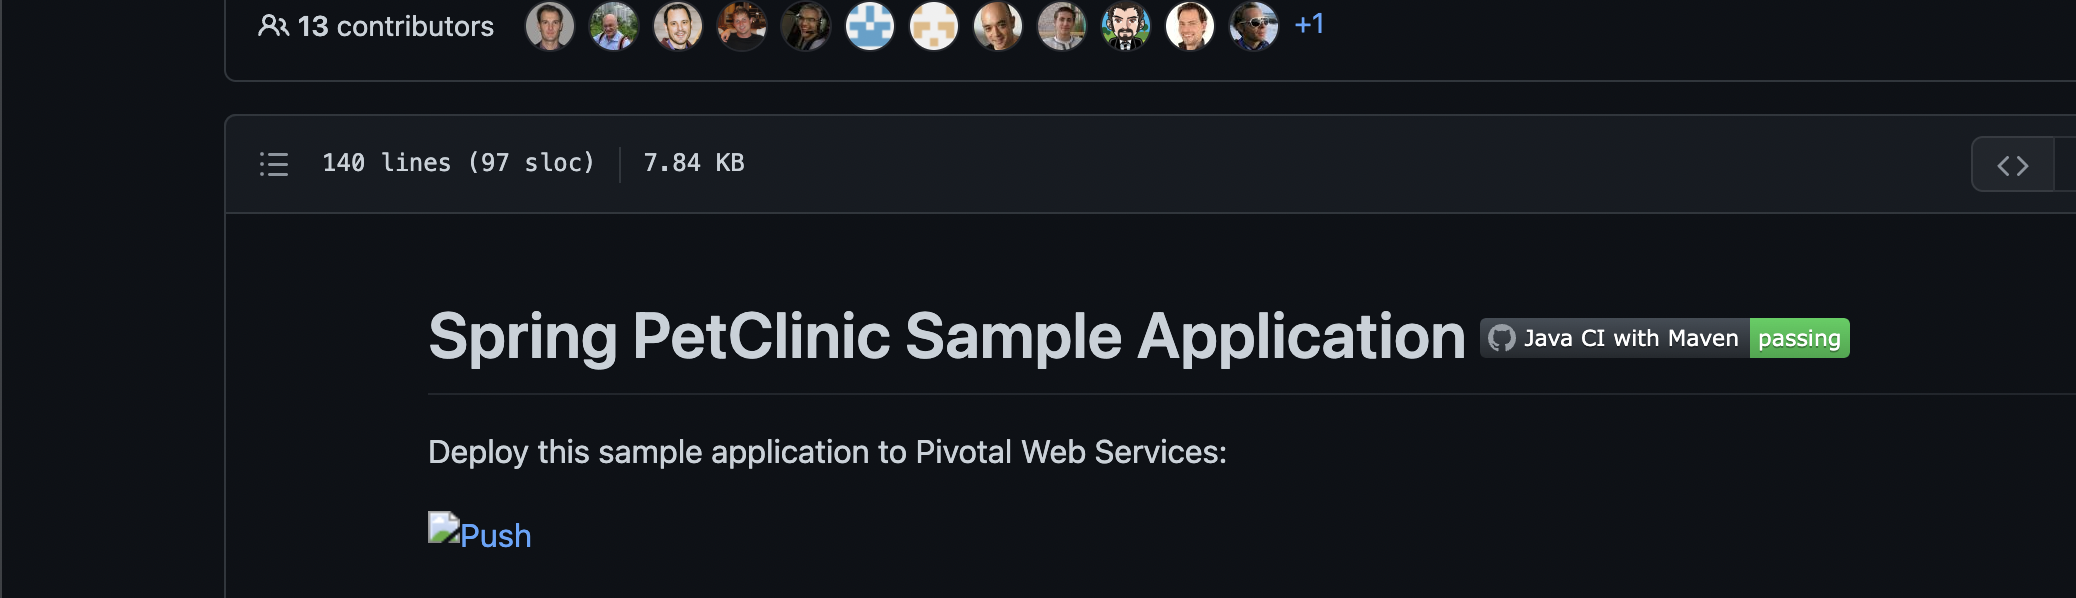 13 contributors +1
140 lines (97 sloc) 7.84 KB
Spring PetClinic Sample Application Java CI with Maven passing
Deploy this sample application to Pivotal Web Services:
Push